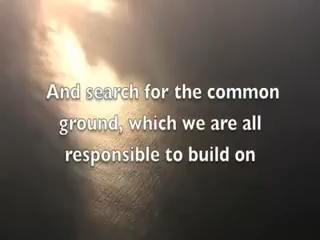 And search for the common
ground, which we are all
responsible to build on